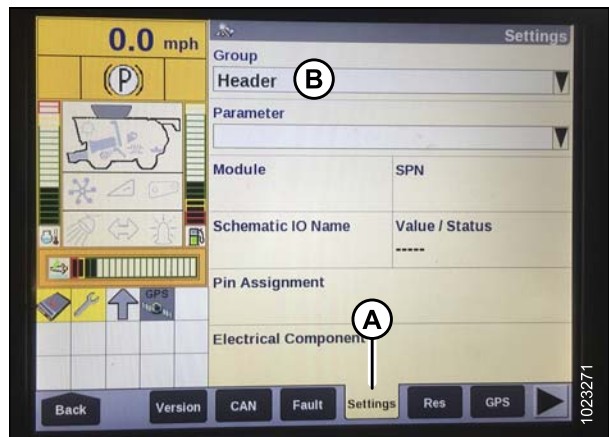 0.0 mph
(P)
Settings
Group
Header
B
Parameter
Module
SPN
Schematic IO Name
Value / Status
-----
Pin Assignment
GPS
A
Electrical Component
Back
Version
CAN
Fault
Settings
Res
GPS
1023271